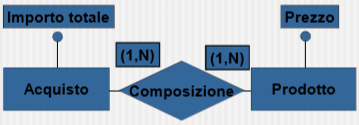 Importo totale
Prezzo
(1,N)
(1,N)
Acquisto
Composizione
Prodotto